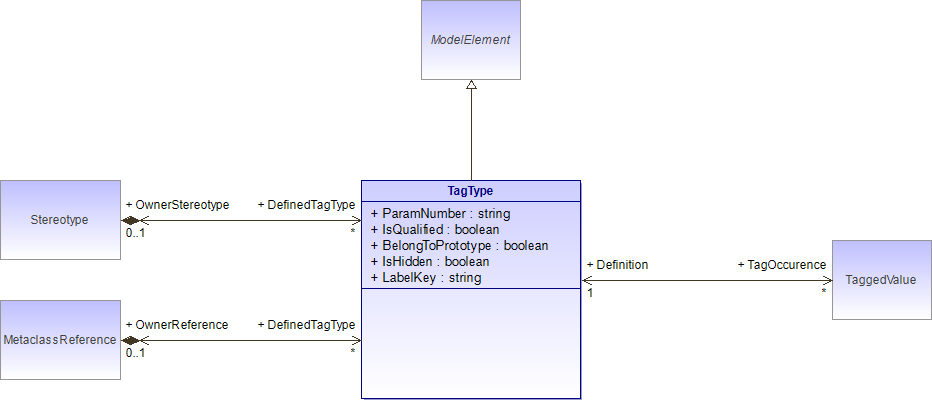 ModelElement
TagType
+ ParamNumber : string
+ IsQualified : boolean
+ BelongToPrototype : boolean
+ IsHidden : boolean
+ LabelKey : string
Stereotype
+ OwnerStereotype
+ DefinedTagType
0..1
*
MetaclassReference
+ OwnerReference
+ DefinedTagType
0..1
*
+ Definition
+ TagOccurence
1
*
TaggedValue